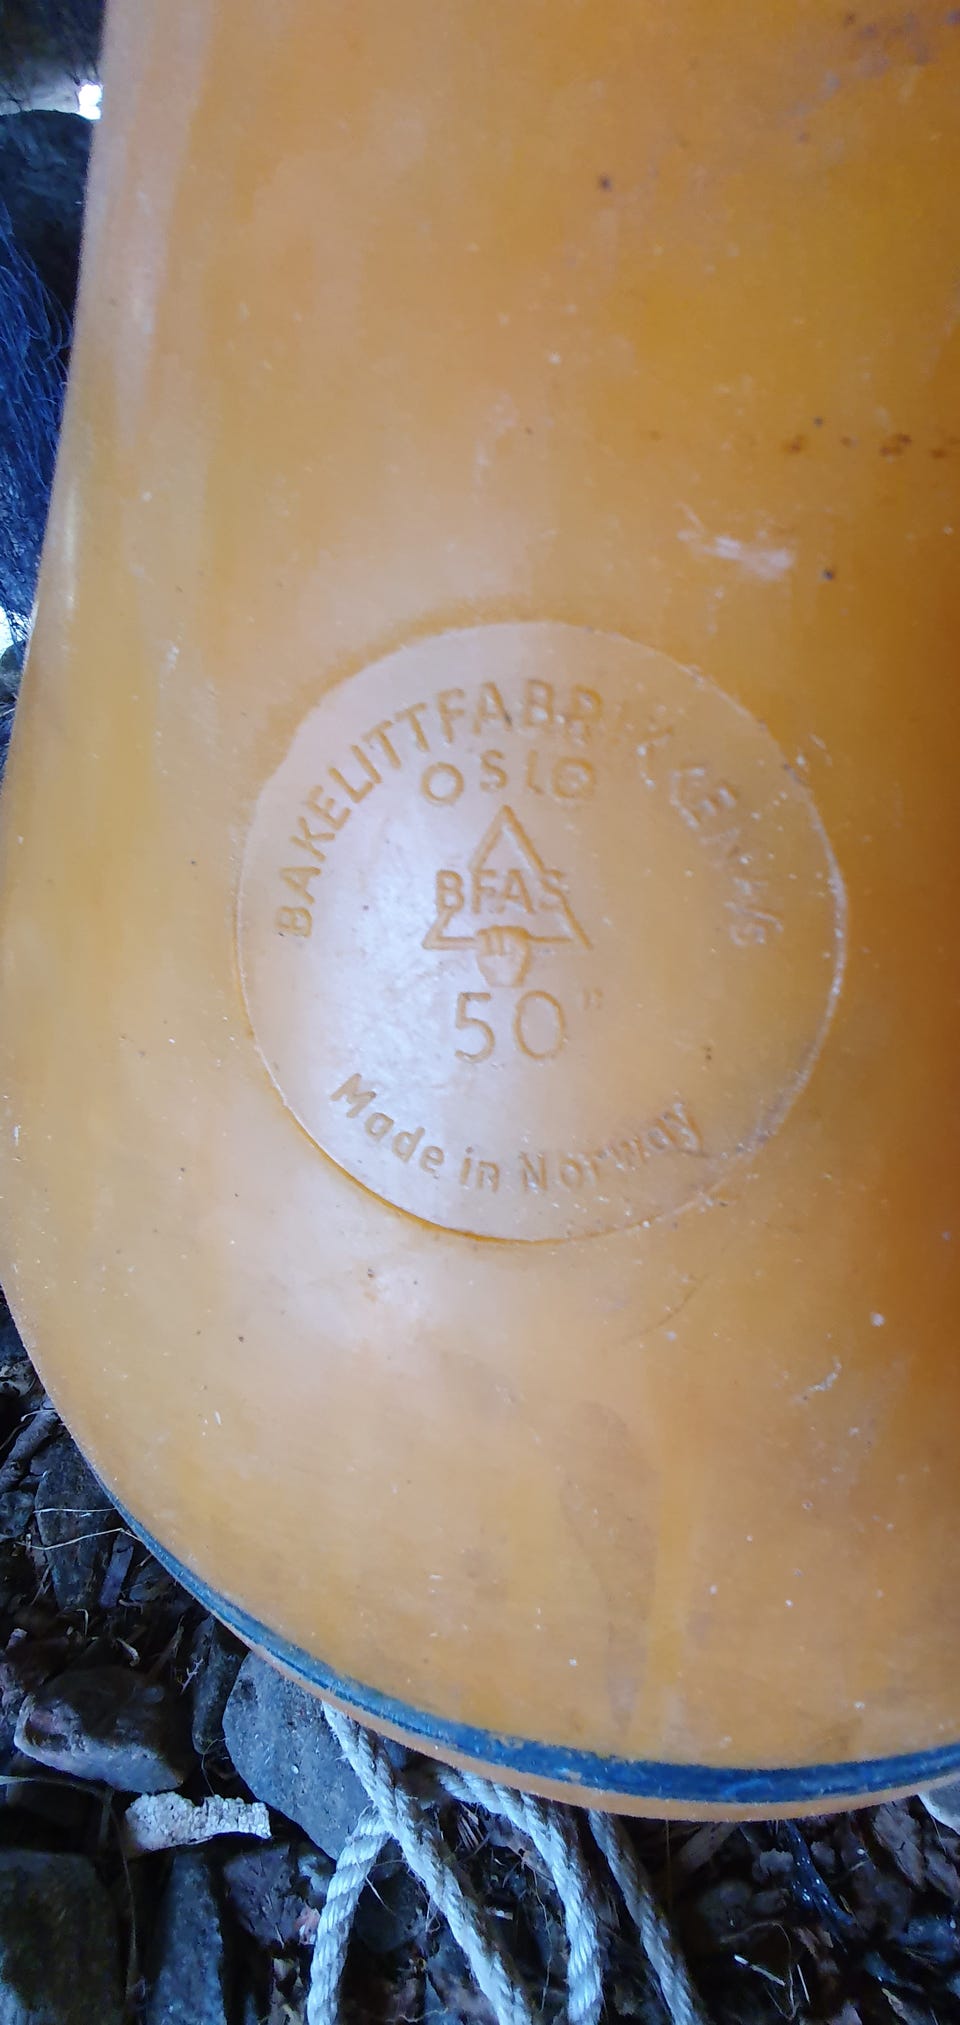 BAKELITTFABRIKKEN A/S
OSLO
BFAS
50"
Made in Norway